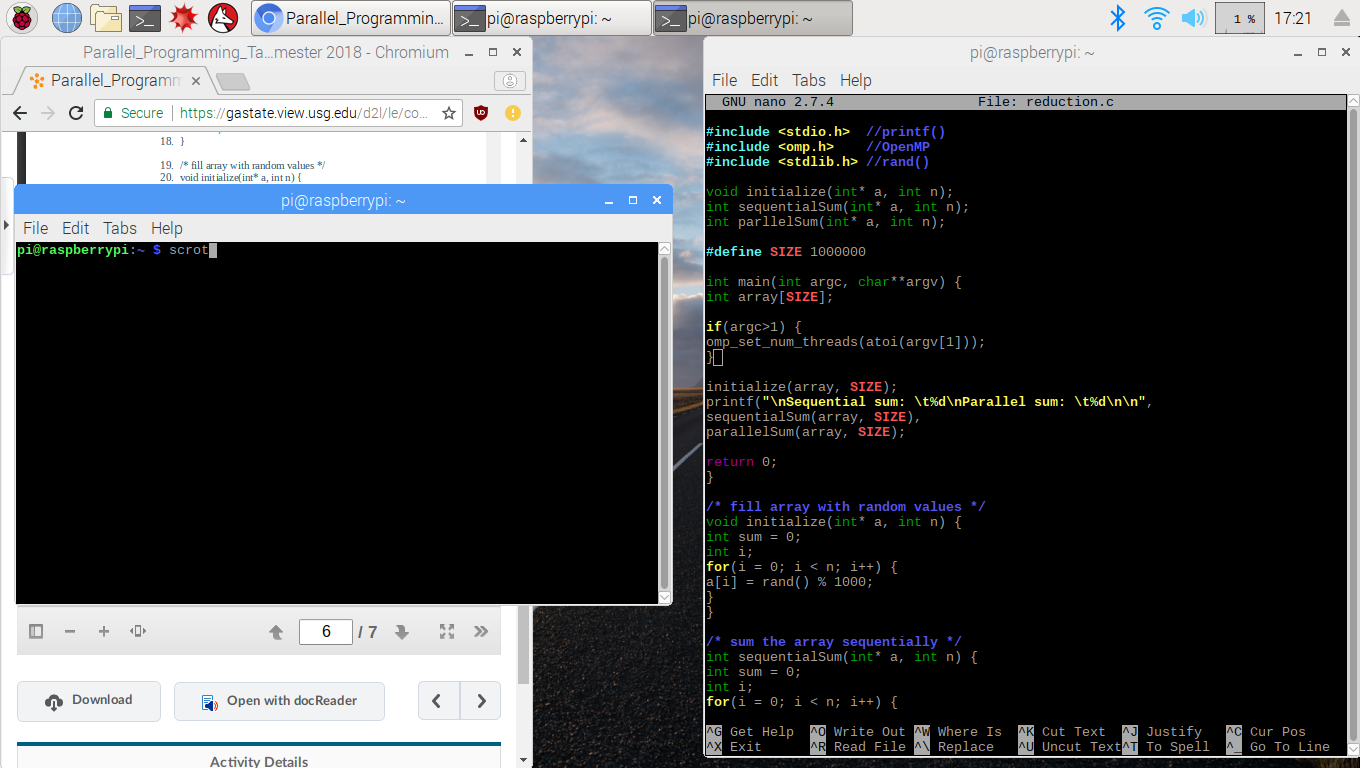 Parallel_Programmin...
pi@raspberrypi: ~
pi@raspberrypi: ~
1 %
17:21
Parallel_Programming_Ta...mester 2018 - Chromium
Parallel_Programm
Secure
https://gastate.view.usg.edu/d2l/le/co...
18. }
19. /* fill array with random values */
20. void initialize(int* a, int n) {
pi@raspberrypi: ~
File Edit Tabs Help
pi@raspberrypi:~ $ scrot
6 / 7
Download
Open with docReader
Activity Details
pi@raspberrypi: ~
File Edit Tabs Help
GNU nano 2.7.4 File: reduction.c
#include <stdio.h> //printf()
#include <omp.h> //OpenMP
#include <stdlib.h> //rand()
void initialize(int* a, int n);
int sequentialSum(int* a, int n);
int parllelSum(int* a, int n);
#define SIZE 1000000
int main(int argc, char**argv) {
int array[SIZE];
if(argc>1) {
omp_set_num_threads(atoi(argv[1]));
}
initialize(array, SIZE);
printf("\nSequential sum: \t%d\nParallel sum: \t%d\n\n",
sequentialSum(array, SIZE),
parallelSum(array, SIZE);
return 0;
}
/* fill array with random values */
void initialize(int* a, int n) {
int sum = 0;
int i;
for(i = 0; i < n; i++) {
a[i] = rand() % 1000;
}
}
/* sum the array sequentially */
int sequentialSum(int* a, int n) {
int sum = 0;
int i;
for(i = 0; i < n; i++) {
^G Get Help ^O Write Out ^W Where Is ^K Cut Text ^J Justify ^C Cur Pos
^X Exit ^R Read File ^\ Replace ^U Uncut Text ^T To Spell ^_ Go To Line